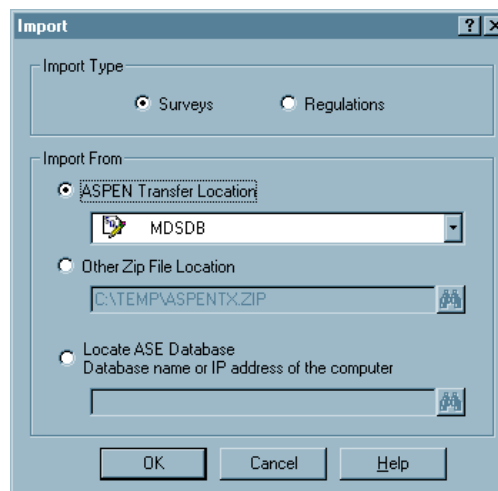 Import
Import Type
Surveys Regulations
Import From
ASPEN Transfer Location
MDSDB
Other Zip File Location
C:\TEMP\ASPENTX.ZIP
Locate ASE Database
Database name or IP address of the computer
OK Cancel Help